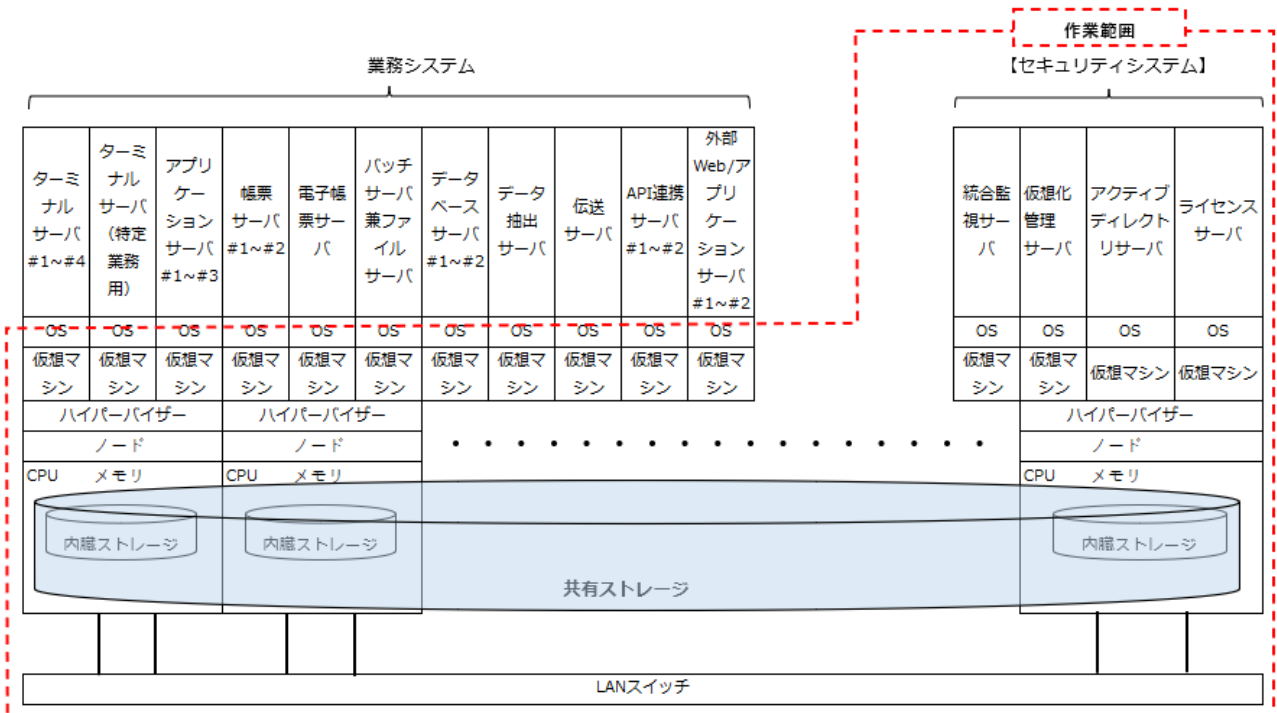 作業範囲
業務システム
【セキュリティシステム】
ターミ
ナル
サーバ
#1~#4
ターミ
ナル
サーバ
（特定
業務
用）
アプリ
ケー
ション
サーバ
#1~#3
帳票
サーバ
#1~#2
電子帳
票サー
バ
バッチ
サーバ
兼ファ
イル
サーバ
データ
ベース
サーバ
#1~#2
データ
抽出
サーバ
伝送
サーバ
API連携
サーバ
#1~#2
外部
Web/ア
プリ
ケー
ション
サーバ
#1~#2
統合監
視サー
バ
仮想化
管理
サーバ
アクティブ
ディレクト
リサーバ
ライセンス
サーバ
OS OS OS OS OS OS OS OS OS OS OS OS OS OS OS
仮想マ
シン
仮想マ
シン
仮想マ
シン
仮想マ
シン
仮想マ
シン
仮想マ
シン
仮想マ
シン
仮想マ
シン
仮想マ
シン
仮想マ
シン
仮想マ
シン
仮想マ
シン
仮想マ
シン
仮想マシン
仮想マシン
ハイパーバイザー ハイパーバイザー ハイパーバイザー
ノード ノード ・・・・・・・・・・・・・・・・・ ノード
CPU メモリ CPU メモリ CPU メモリ
内臓ストレージ 内臓ストレージ 内臓ストレージ
共有ストレージ
LANスイッチ